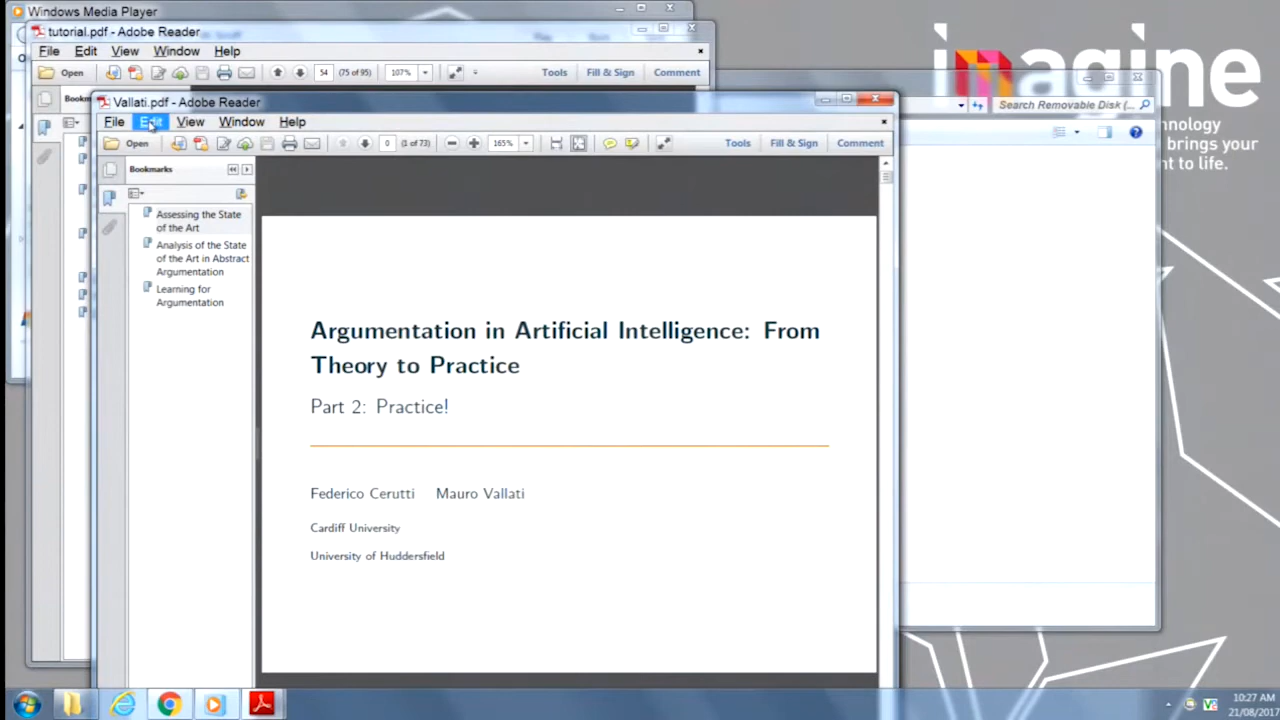 Windows Media Player
tutorial.pdf - Adobe Reader
File Edit View Window Help
Open 54 (75 of 95) 107% Tools Fill & Sign Comment
Vallati.pdf - Adobe Reader
File Edit View Window Help
Open 0 (1 of 73) 165% Tools Fill & Sign Comment
Bookmarks
Assessing the State
of the Art
Analysis of the State
of the Art in Abstract
Argumentation
Learning for
Argumentation
Argumentation in Artificial Intelligence: From
Theory to Practice
Part 2: Practice!
Federico Cerutti Mauro Vallati
Cardiff University
University of Huddersfield
Search Removable Disk (...
imagine
brings your
nt to life.
10:27 AM
21/08/2017